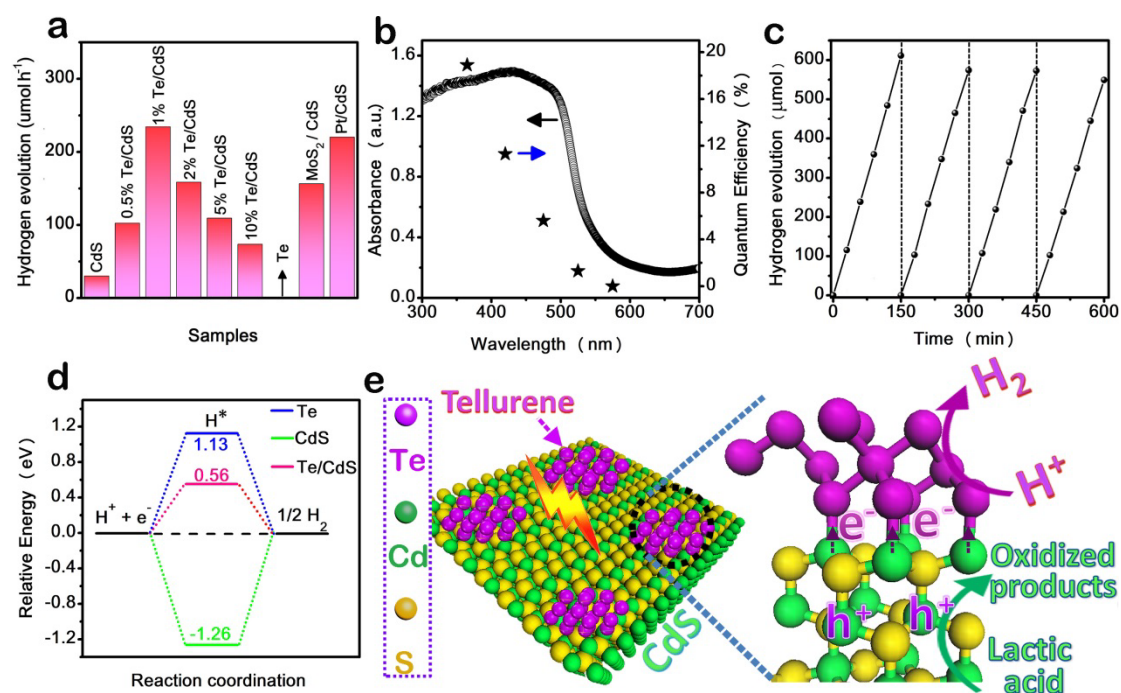 a
Hydrogen evolution (umolh-1)
300
200
100
0
CdS
0.5% Te/CdS
1% Te/CdS
2% Te/CdS
5% Te/CdS
10% Te/CdS
Te
MoS2 / CdS
Pt/CdS
Samples
b
Absorbance (a.u.)
1.6
1.2
0.8
0.4
0.0
300 400 500 600 700
Wavelength (nm)
20
16
12
8
4
0
Quantum Efficiency (%)
c
Hydrogen evolution (μmol)
600
500
400
300
200
100
0
0 150 300 450 600
Time (min)
d
Relative Energy (eV)
1.2
0.8
0.4
0.0
-0.4
-0.8
-1.2
H*
1.13
0.56
H+ + e-
1/2 H2
-1.26
Te
CdS
Te/CdS
Reaction coordination
e
Te
Cd
S
Tellurene
CdS
H2
H+
e-
e-
Oxidized
products
h+
h+
Lactic
acid